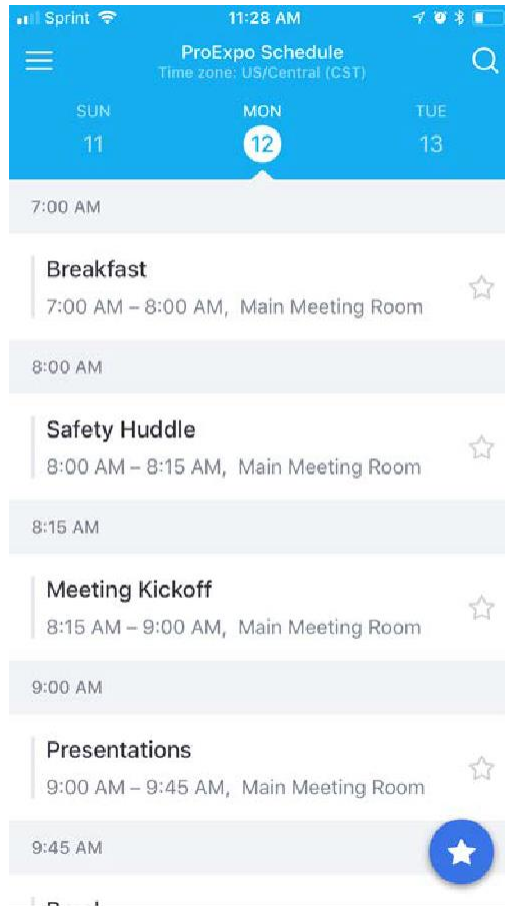 Sprint 11:28 AM
ProExpo Schedule
Time zone: US/Central (CST)
SUN MON TUE
11 12 13
7:00 AM
Breakfast
7:00 AM – 8:00 AM, Main Meeting Room
8:00 AM
Safety Huddle
8:00 AM – 8:15 AM, Main Meeting Room
8:15 AM
Meeting Kickoff
8:15 AM – 9:00 AM, Main Meeting Room
9:00 AM
Presentations
9:00 AM – 9:45 AM, Main Meeting Room
9:45 AM